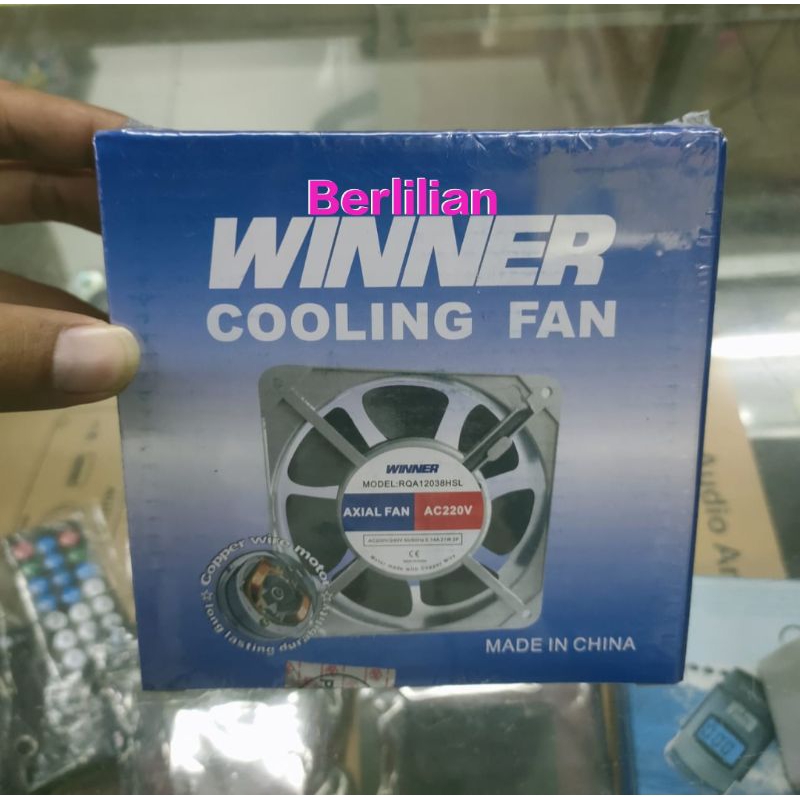 Berlilian
WINNER
COOLING FAN
WINNER
MODEL:RQA12038HSL
AXIAL FAN
AC220V
CE
Copper wire motor
long lasting durability
MADE IN CHINA
Audio